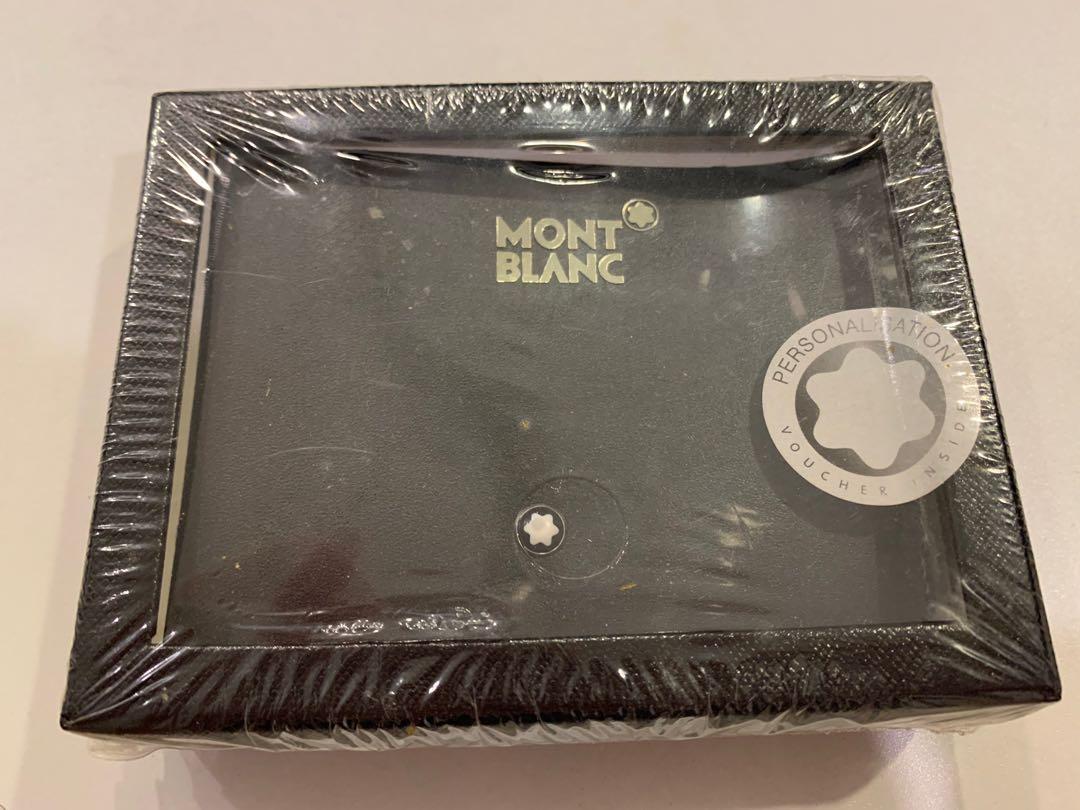 MONT
BLANC
PERSONALISATION
VOUCHER INSIDE